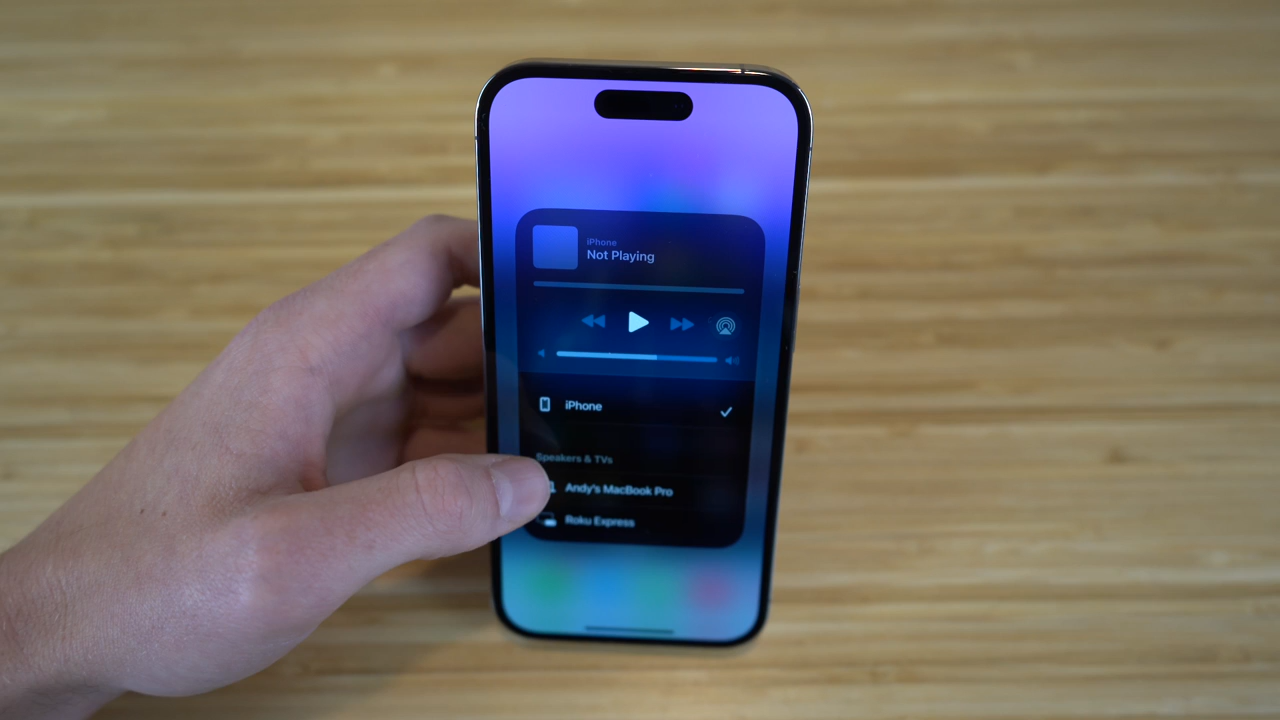 iPhone
Not Playing
iPhone
Speakers & TVs
Andy's MacBook Pro
Roku Express